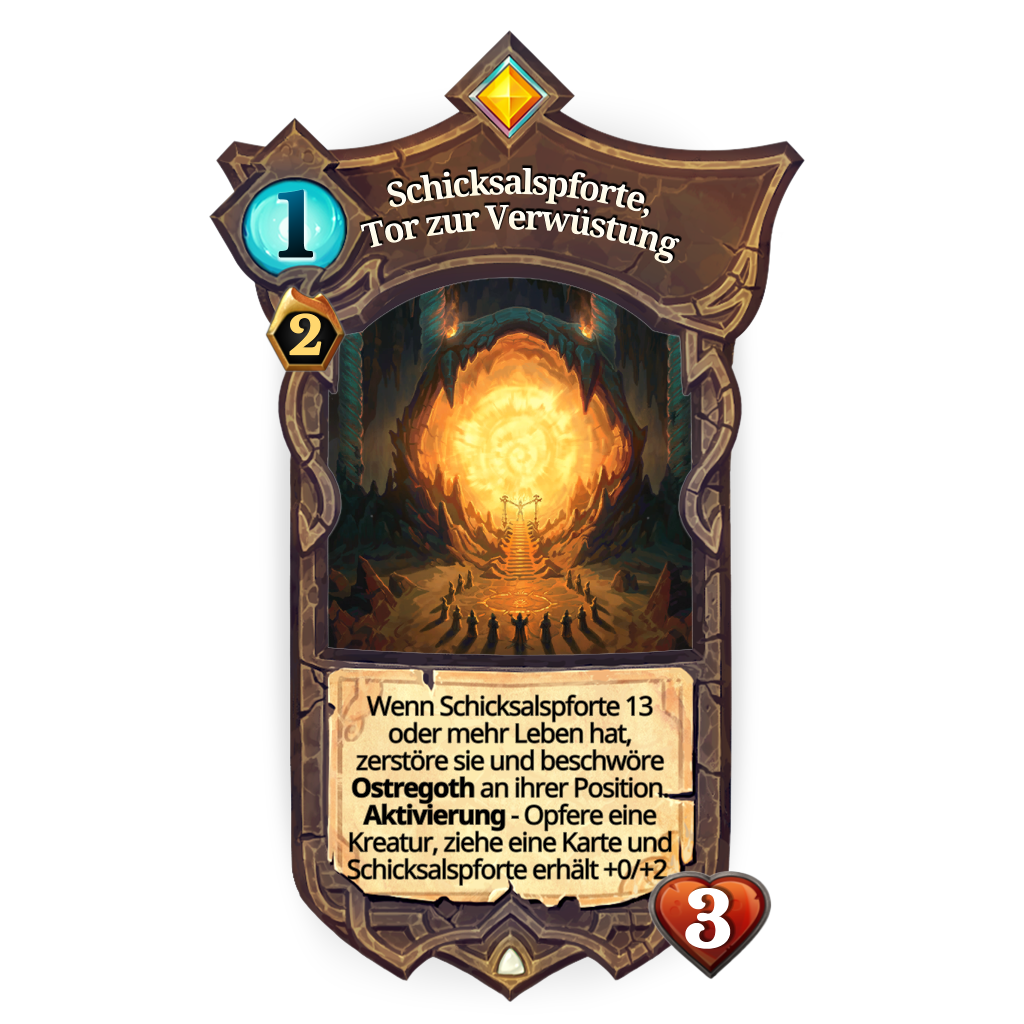 Schicksalspforte,
Tor zur Verwüstung
1
2
Wenn Schicksalspforte 13
oder mehr Leben hat,
zerstöre sie und beschwöre
Ostregoth an ihrer Position.
Aktivierung - Opfere eine
Kreatur, ziehe eine Karte und
Schicksalspforte erhält +0/+2
3